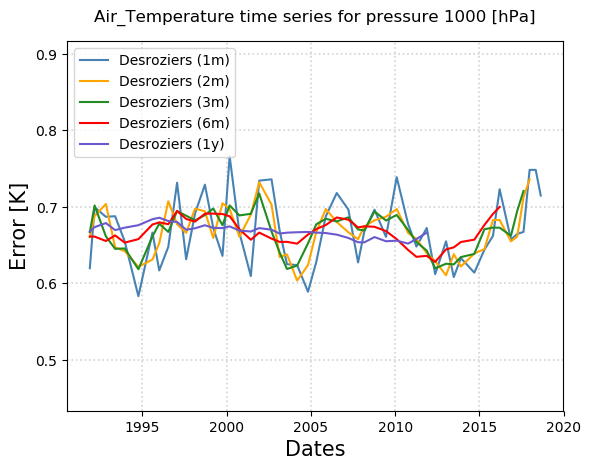 Air_Temperature time series for pressure 1000 [hPa]
Error [K]
0.9
0.8
0.7
0.6
0.5
Desroziers (1m)
Desroziers (2m)
Desroziers (3m)
Desroziers (6m)
Desroziers (1y)
1995
2000
2005
2010
2015
2020
Dates